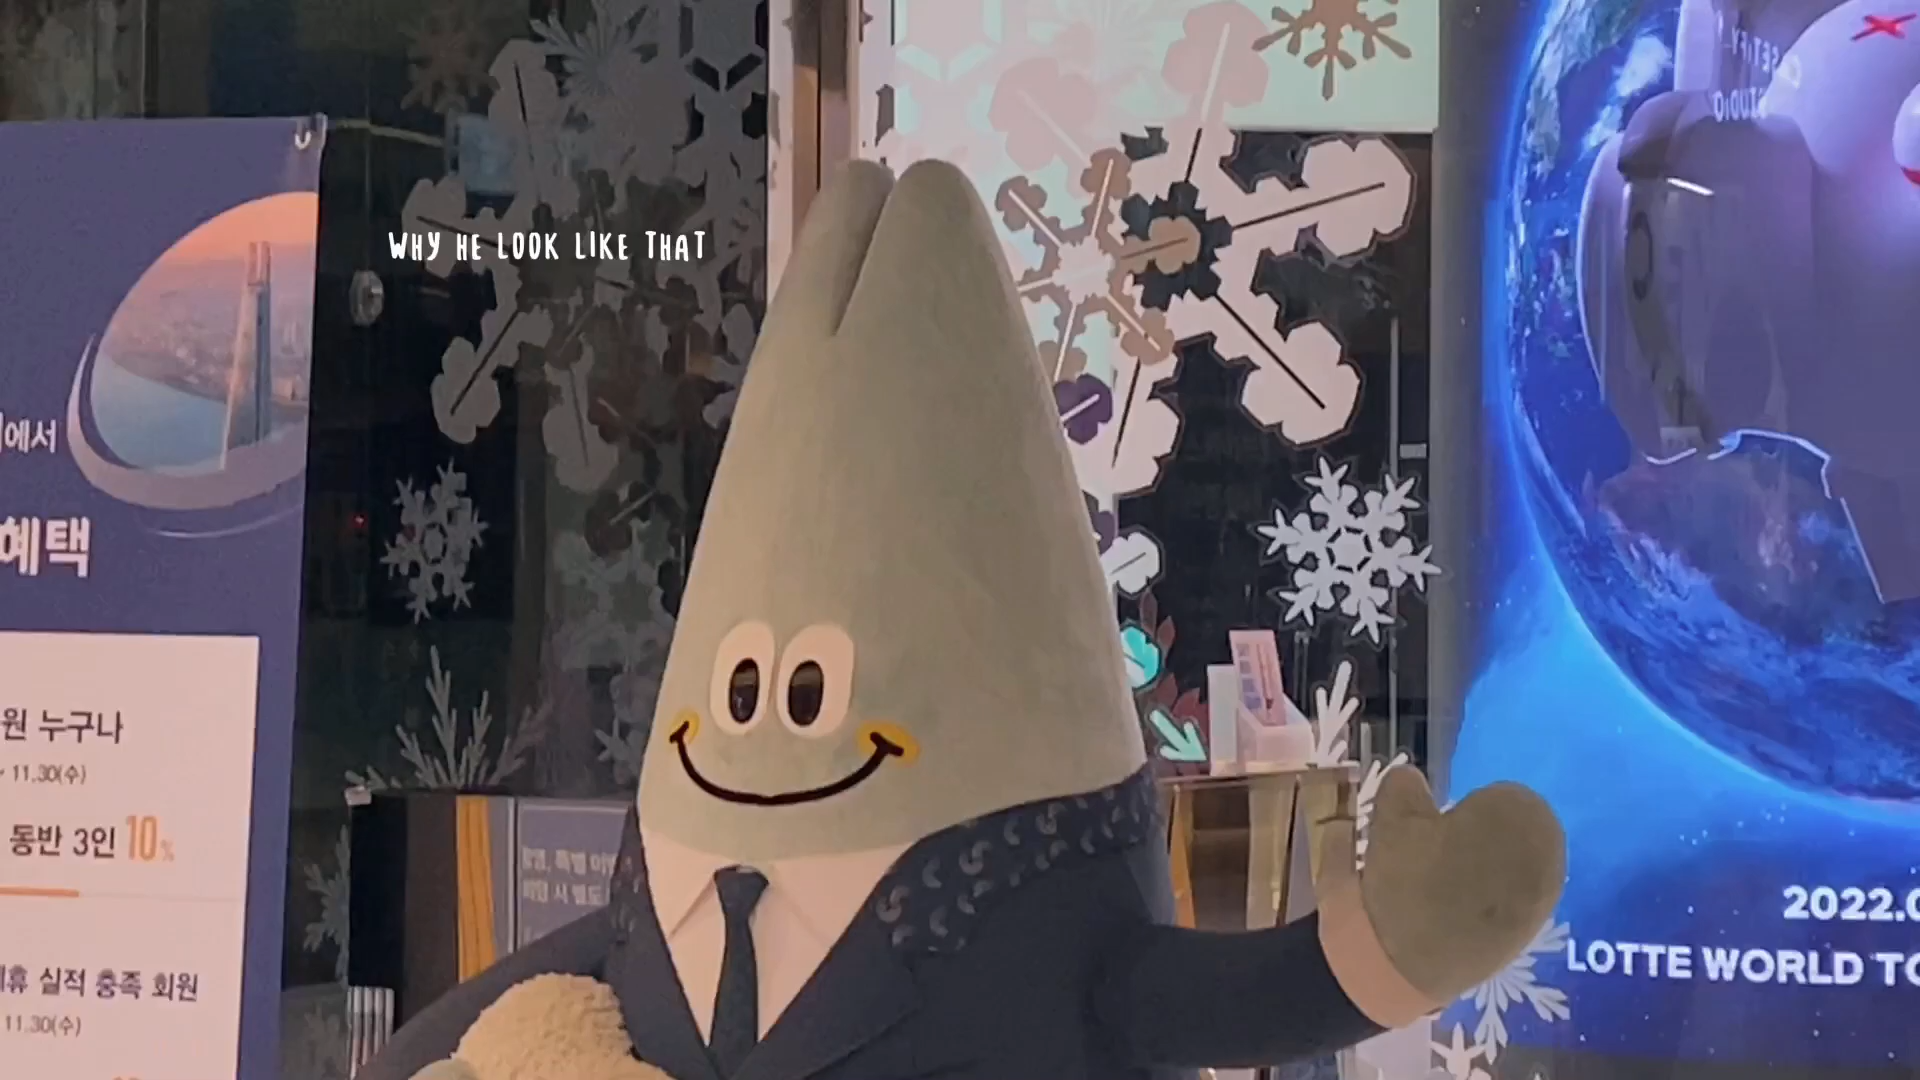 WHY HE LOOK LIKE THAT
에서
혜택
원 누구나
11.30(수)
동반 3인 10%
휴 실적 충족 회원
11.30(수)
2022.0
LOTTE WORLD TO